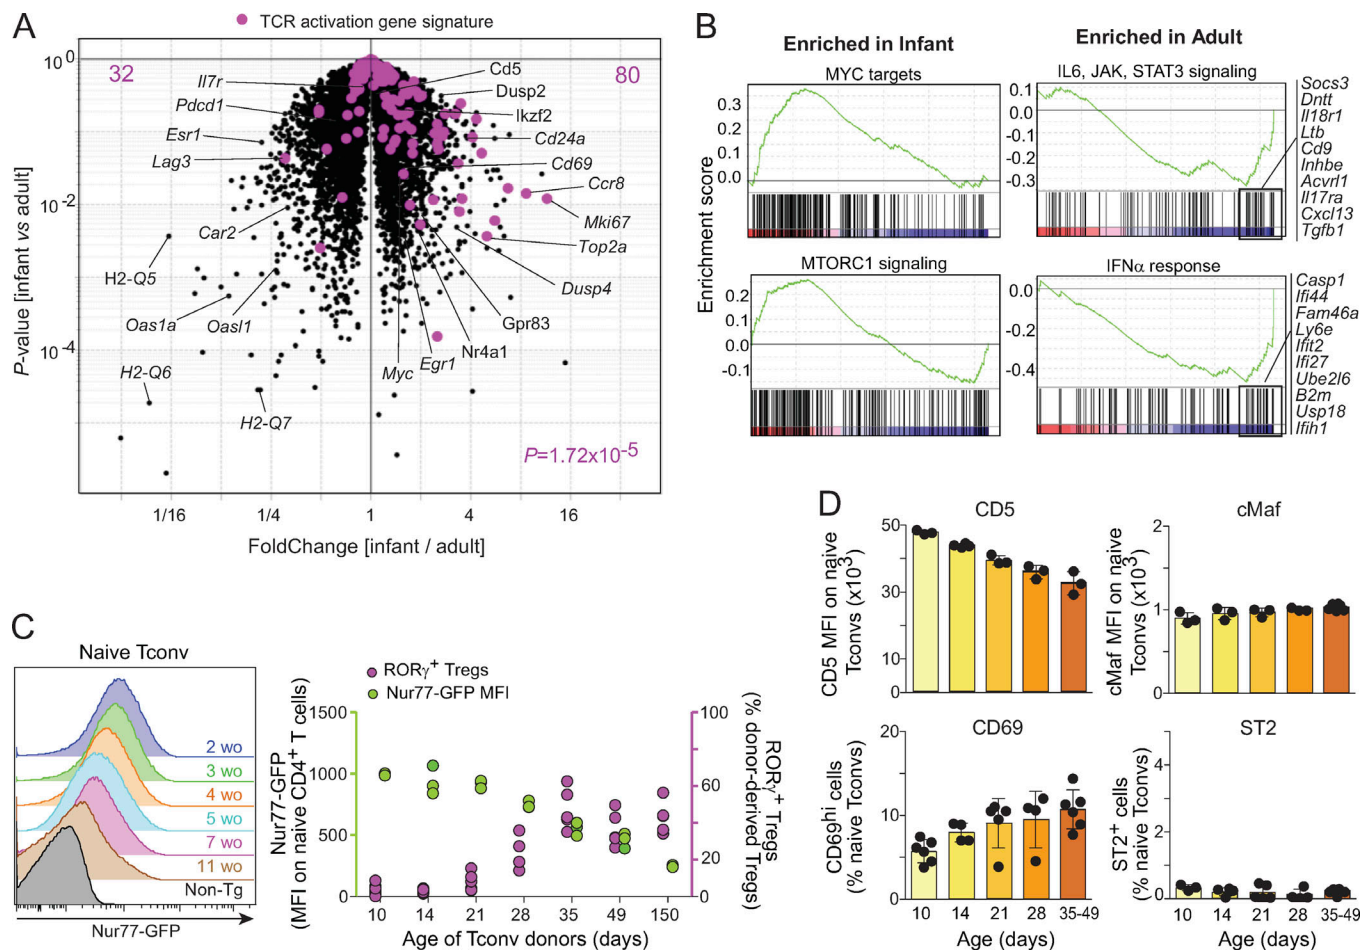 A
TCR activation gene signature
32
80
10^0
10^-2
10^-4
P-value [infant vs adult]
Il7r
Pdcd1
Esr1
Lag3
Car2
H2-Q5
Oas1a
Oasl1
H2-Q6
H2-Q7
Cd5
Dusp2
Ikzf2
Cd24a
Cd69
Ccr8
Mki67
Top2a
Dusp4
Gpr83
Nr4a1
Egr1
Myc
P=1.72x10^-5
1/16
1/4
1
4
16
FoldChange [infant / adult]
B
Enriched in Infant
Enriched in Adult
Enrichment score
MYC targets
0.3
0.2
0.1
0.0
IL6, JAK, STAT3 signaling
0.1
0.0
-0.1
-0.2
-0.3
Socs3
Dntt
Il18r1
Ltb
Cd9
Inhbe
Acvrl1
Il17ra
Cxcl13
Tgfb1
MTORC1 signaling
0.2
0.1
0.0
-0.1
IFNα response
0.0
-0.2
-0.4
Casp1
Ifi44
Fam46a
Ly6e
Ifit2
Ifi27
Ube2l6
B2m
Usp18
Ifih1
C
Naive Tconv
2 wo
3 wo
4 wo
5 wo
7 wo
11 wo
Non-Tg
Nur77-GFP
RORγ+ Tregs
Nur77-GFP MFI
Nur77-GFP
(MFI on naive CD4+ T cells)
1500
1000
500
0
100
60
40
20
0
RORγ+ Tregs
(% donor-derived Tregs)
10
14
21
28
35
49
150
Age of Tconv donors (days)
D
CD5
CD5 MFI on naive
Tconvs (x10^3)
50
30
10
0
cMaf
cMaf MFI on naive
Tconvs (x10^3)
2
1
0
CD69
CD69hi cells
(% naive Tconvs)
20
10
0
10
14
21
28
35-49
Age (days)
ST2
ST2+ cells
(% naive Tconvs)
4
2
0
10
14
21
28
35-49
Age (days)